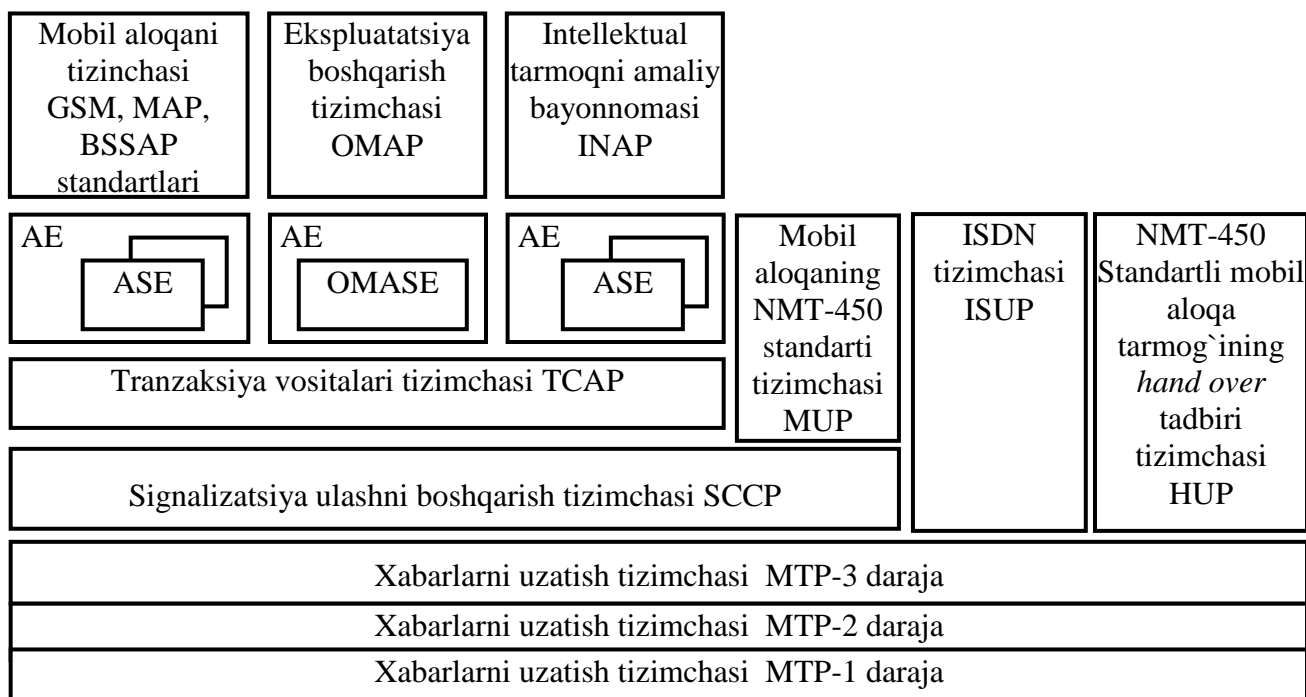 Mobil aloqani
tizinchasi
GSM, MAP,
BSSAP
standartlari
Ekspluatatsiya
boshqarish
tizimchasi
OMAP
Intellektual
tarmoqni amaliy
bayonnomasi
INAP
AE
ASE
AE
OMASE
AE
ASE
Mobil
aloqaning
NMT-450
standarti
tizimchasi
MUP
ISDN
tizimchasi
ISUP
NMT-450
Standartli mobil
aloqa
tarmog`ining
hand over
tadbiri
tizimchasi
HUP
Tranzaksiya vositalari tizimchasi TCAP
Signalizatsiya ulashni boshqarish tizimchasi SCCP
Xabarlarni uzatish tizimchasi MTP-3 daraja
Xabarlarni uzatish tizimchasi MTP-2 daraja
Xabarlarni uzatish tizimchasi MTP-1 daraja